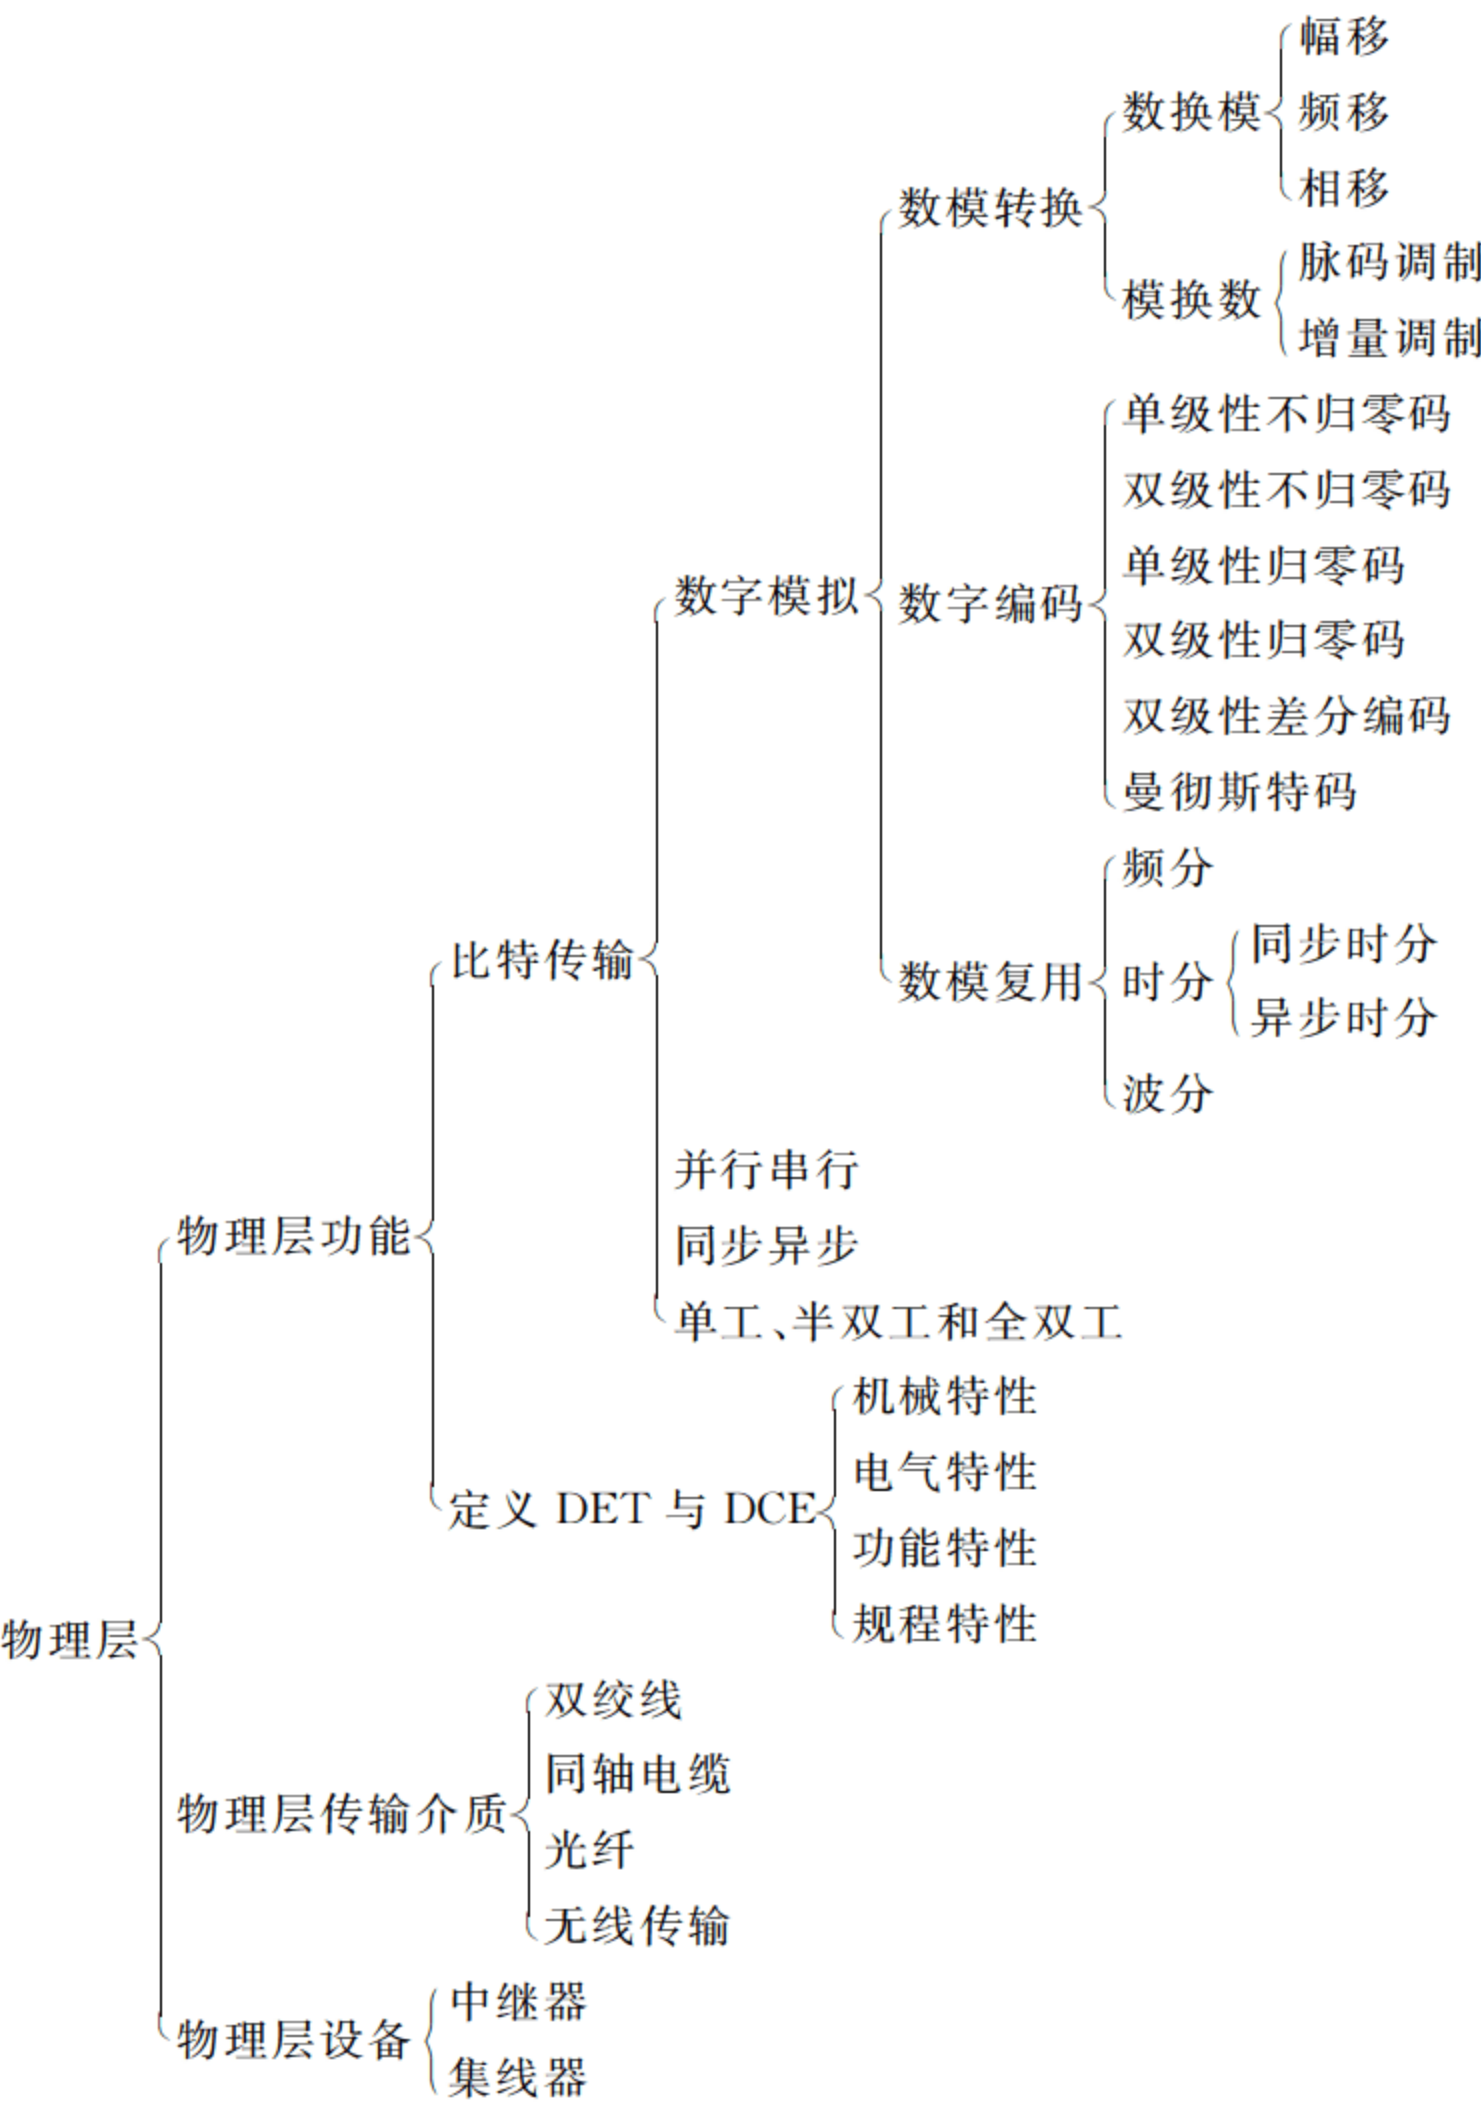 幅移
数换模
频移
相移
数模转换
脉码调制
模换数
增量调制
单级性不归零码
双级性不归零码
单级性归零码
数字模拟
数字编码
双级性归零码
双级性差分编码
曼彻斯特码
频分
比特传输
同步时分
数模复用
时分
异步时分
波分
并行串行
物理层功能
同步异步
单工、半双工和全双工
机械特性
电气特性
定义 DET 与 DCE
功能特性
规程特性
物理层
双绞线
同轴电缆
物理层传输介质
光纤
无线传输
中继器
物理层设备
集线器